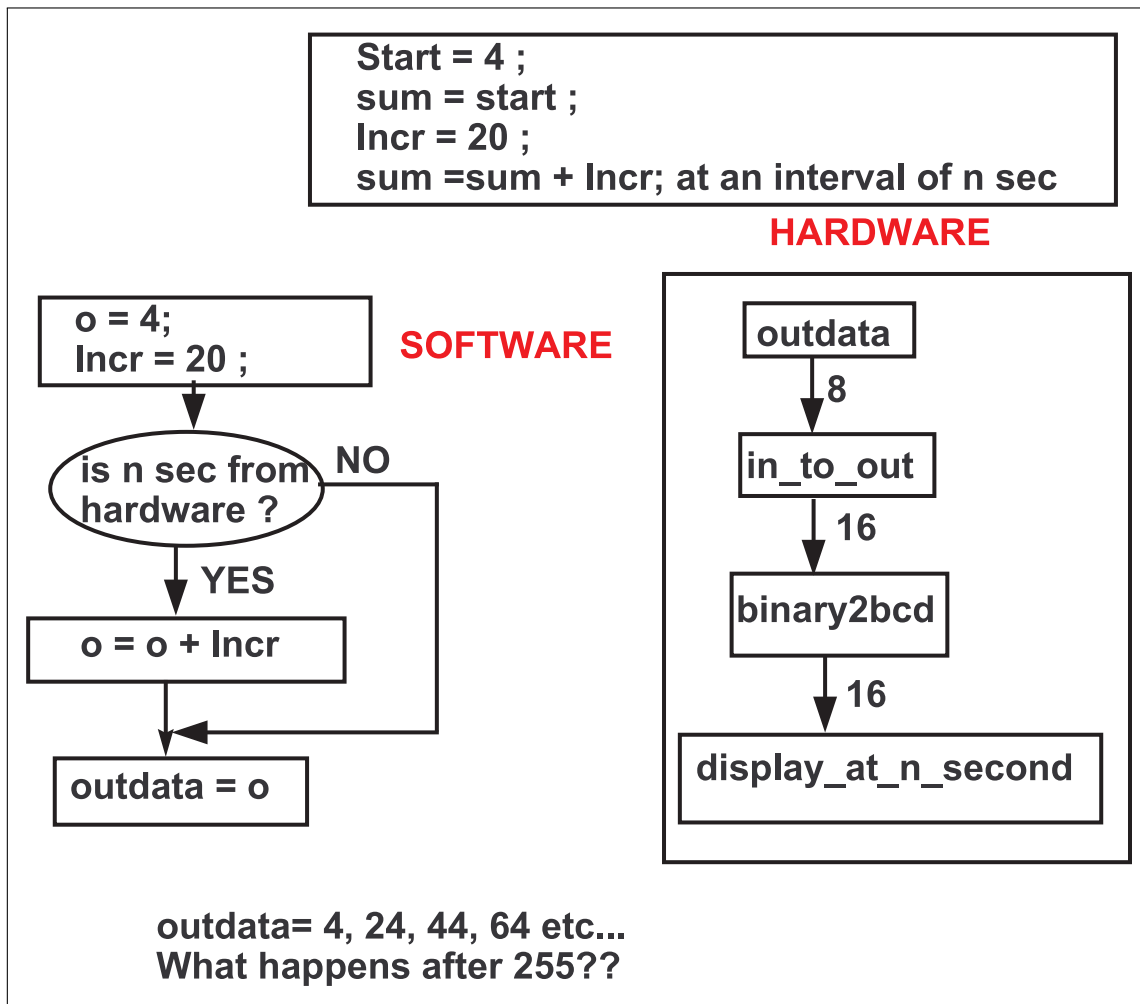 Start = 4 ;
sum = start ;
Incr = 20 ;
sum =sum + Incr; at an interval of n sec
HARDWARE
o = 4;
Incr = 20 ;
SOFTWARE
is n sec from
hardware ?
NO
YES
o = o + Incr
outdata = o
outdata
8
in_to_out
16
binary2bcd
16
display_at_n_second
outdata= 4, 24, 44, 64 etc...
What happens after 255??